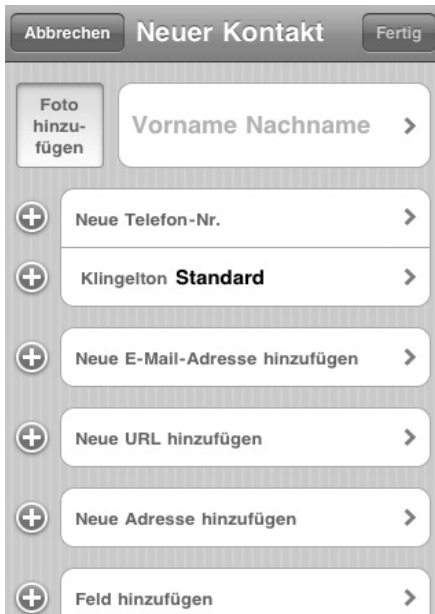 Abbrechen Neuer Kontakt Fertig
Foto
hinzu-
fügen
Vorname Nachname
Neue Telefon-Nr.
Klingelton Standard
Neue E-Mail-Adresse hinzufügen
Neue URL hinzufügen
Neue Adresse hinzufügen
Feld hinzufügen